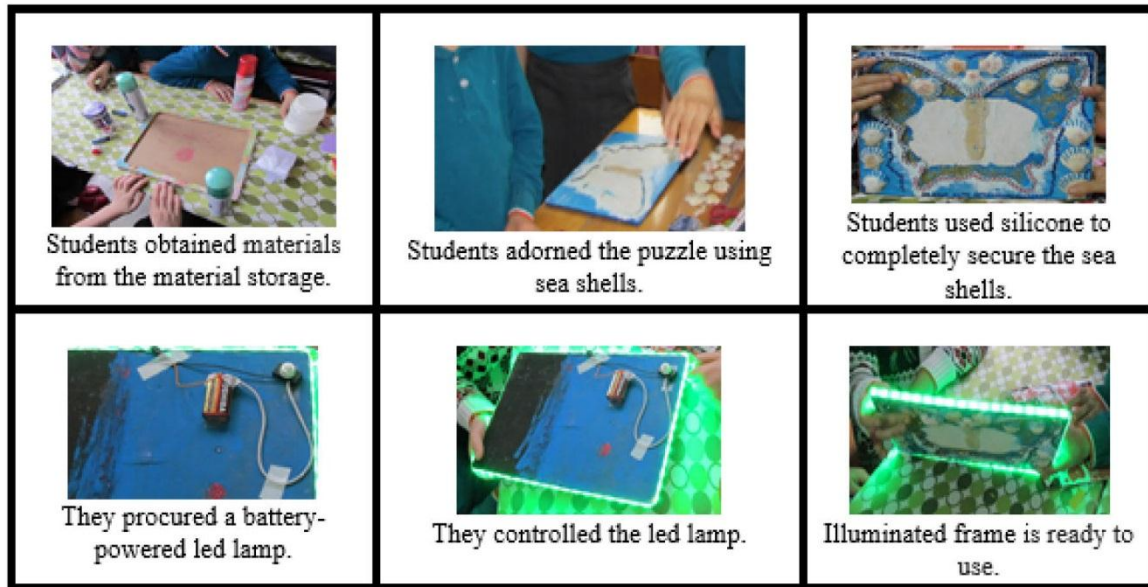 Students obtained materials
from the material storage.
Students adorned the puzzle using
sea shells.
Students used silicone to
completely secure the sea
shells.
They procured a battery-
powered led lamp.
They controlled the led lamp.
Illuminated frame is ready to
use.